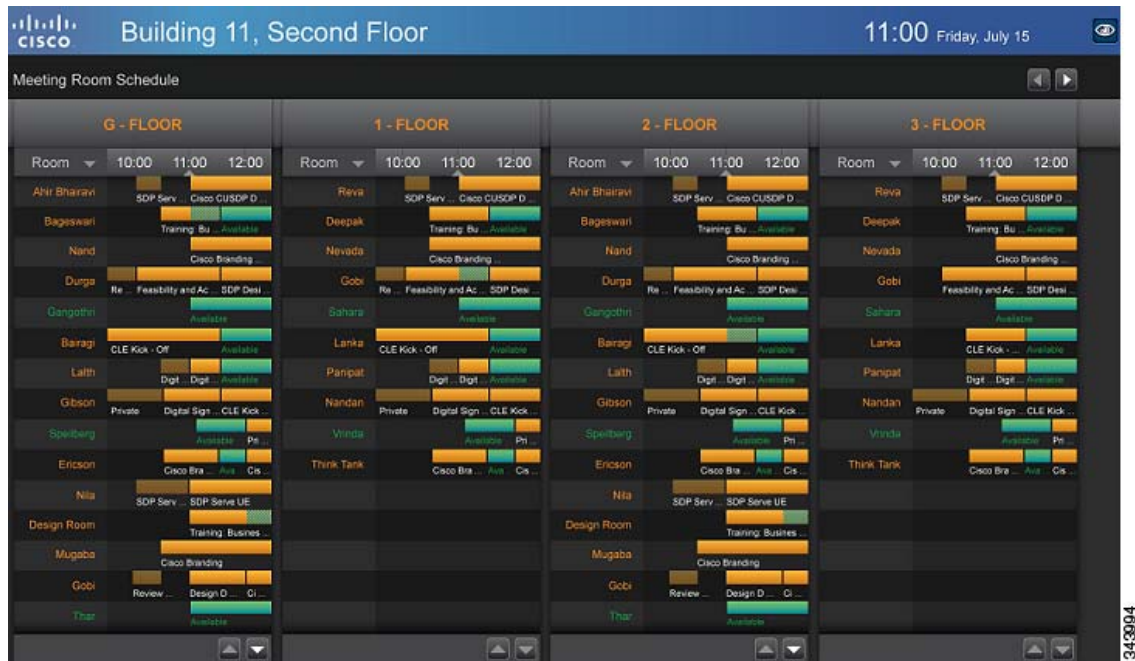 CISCO
Building 11, Second Floor
11:00 Friday, July 15
Meeting Room Schedule
G - FLOOR
Room 10:00 11:00 12:00
Ahir Bhairavi
SDP Serv ... Cisco CUSDP D ...
Bageswari
Training: Bu ... Available
Nand
Cisco Branding ...
Durga
Re ... Feasibility and Ac ... SDP Desi ...
Gangothri
Available
Bairagi
CLE Kick - Off Available
Lalth
Digit ... Digit ... Available
Gibson
Private Digital Sign ... CLE Kick ...
Speilberg
Available Pri ...
Ericson
Cisco Bra ... Ava Cis ...
Nila
SDP Serv ... SDP Serve UE
Design Room
Training: Busines ...
Mugaba
Cisco Branding
Gobi
Review ... Design D ... Ci ...
Thar
Available
1 - FLOOR
Room 10:00 11:00 12:00
Reva
SDP Serv ... Cisco CUSDP D ...
Deepak
Training: Bu ... Available
Nevada
Cisco Branding ...
Gobi
Re ... Feasibility and Ac ... SDP Desi ...
Sahara
Available
Lanka
CLE Kick - Off Available
Panipat
Digit ... Digit ... Available
Nandan
Private Digital Sign ... CLE Kick ...
Vrinda
Available Pri ...
Think Tank
Cisco Bra ... Ava Cis ...
2 - FLOOR
Room 10:00 11:00 12:00
Ahir Bhairavi
SDP Serv ... Cisco CUSDP D ...
Bageswari
Training: Bu ... Available
Nand
Cisco Branding ...
Durga
Re ... Feasibility and Ac ... SDP Desi ...
Gangothri
Available
Bairagi
CLE Kick - Off Available
Lalth
Digit ... Digit ... Available
Gibson
Private Digital Sign ... CLE Kick ...
Speilberg
Available Pri ...
Ericson
Cisco Bra ... Ava Cis ...
Nila
SDP Serv ... SDP Serve UE
Design Room
Training: Busines ...
Mugaba
Cisco Branding
Gobi
Review ... Design D ... Ci ...
Thar
Available
3 - FLOOR
Room 10:00 11:00 12:00
Reva
SDP Serv ... Cisco CUSDP D ...
Deepak
Training: Bu ... Available
Nevada
Cisco Branding ...
Gobi
Feasibility and Ac ... SDP Desi ...
Sahara
Available
Lanka
CLE Kick - ... Available
Panipat
Digit ... Digit ... Available
Nandan
Private Digital Sign ... CLE Kick ...
Vrinda
Available Pri ...
Think Tank
Cisco Bra ... Ava Cis ...
343994